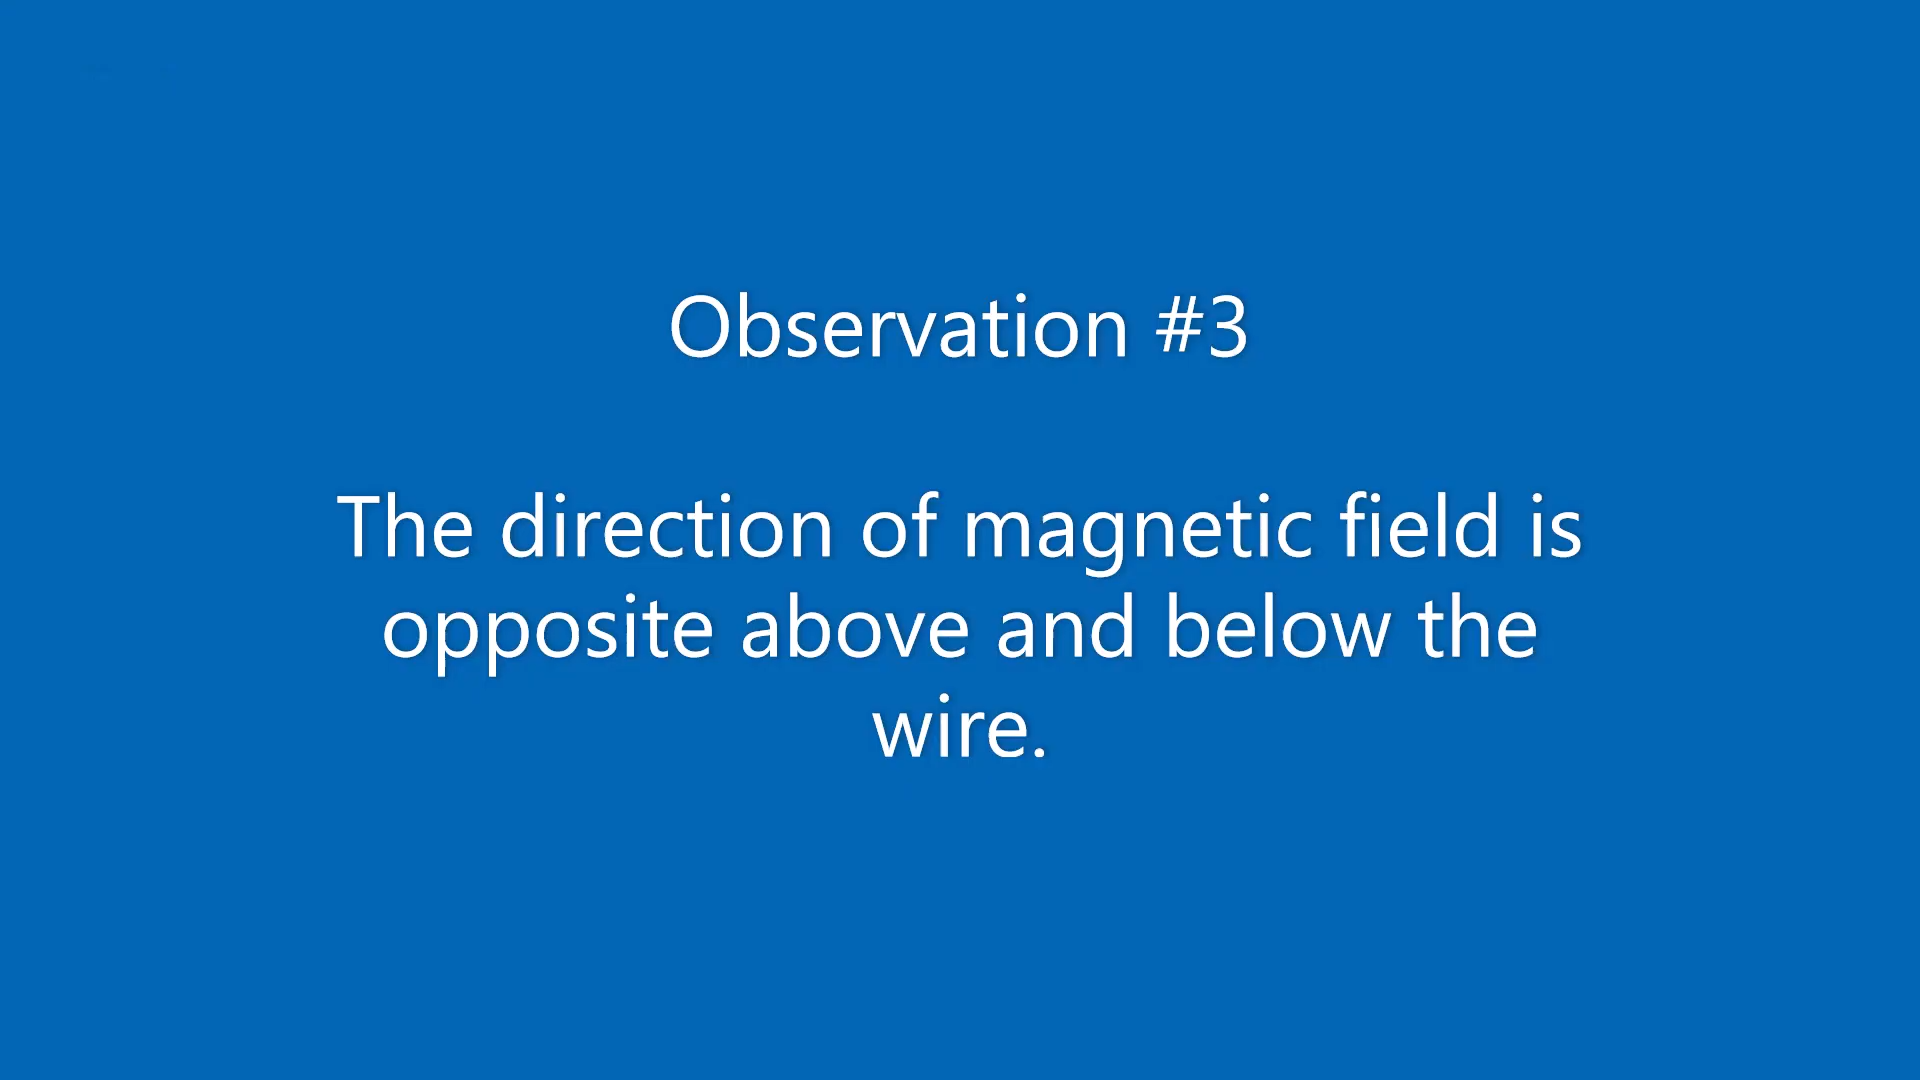 Observation #3
The direction of magnetic field is
opposite above and below the
wire.